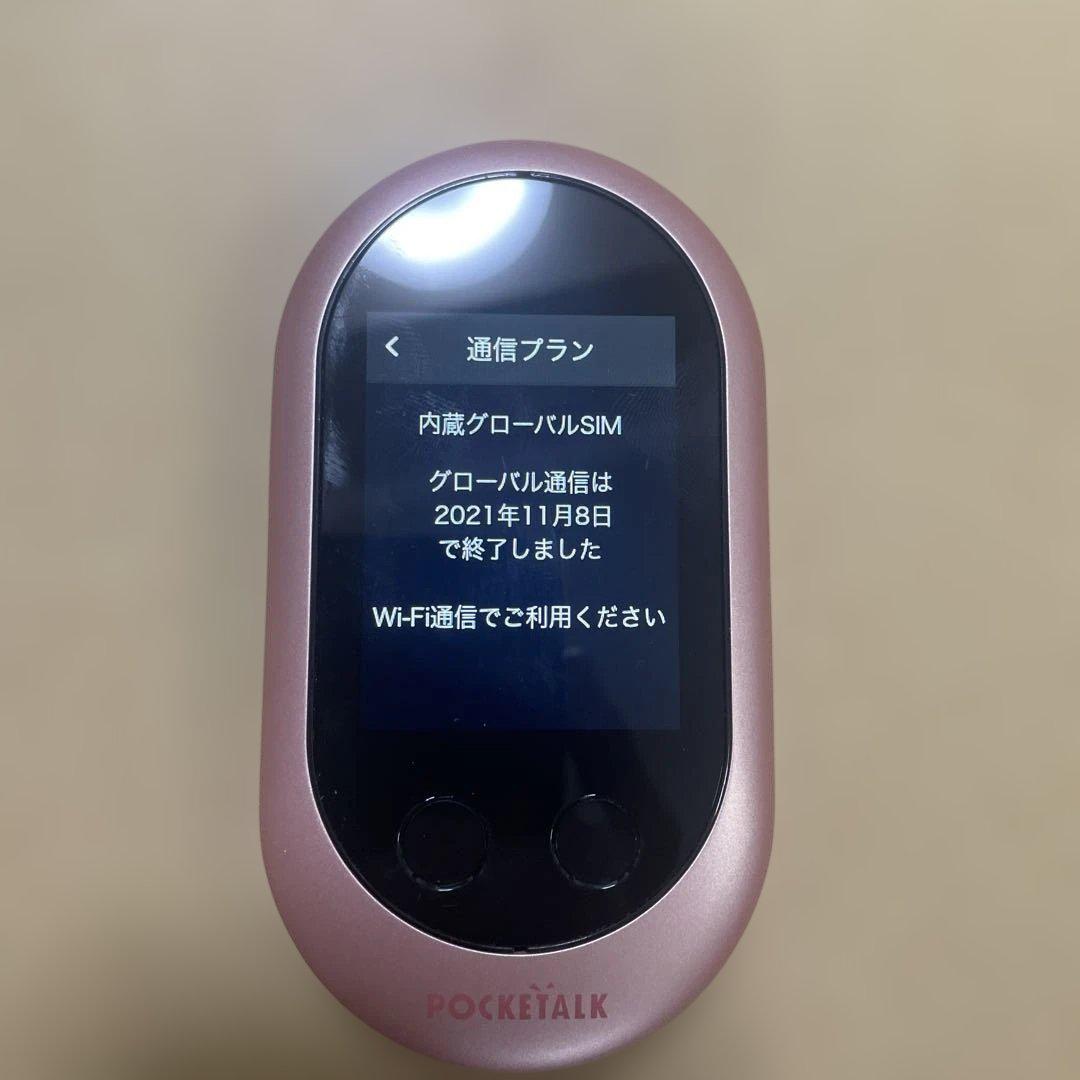 通信プラン
内蔵グローバルSIM
グローバル通信は
2021年11月8日
で終了しました
Wi-Fi通信でご利用ください
POCKETALK